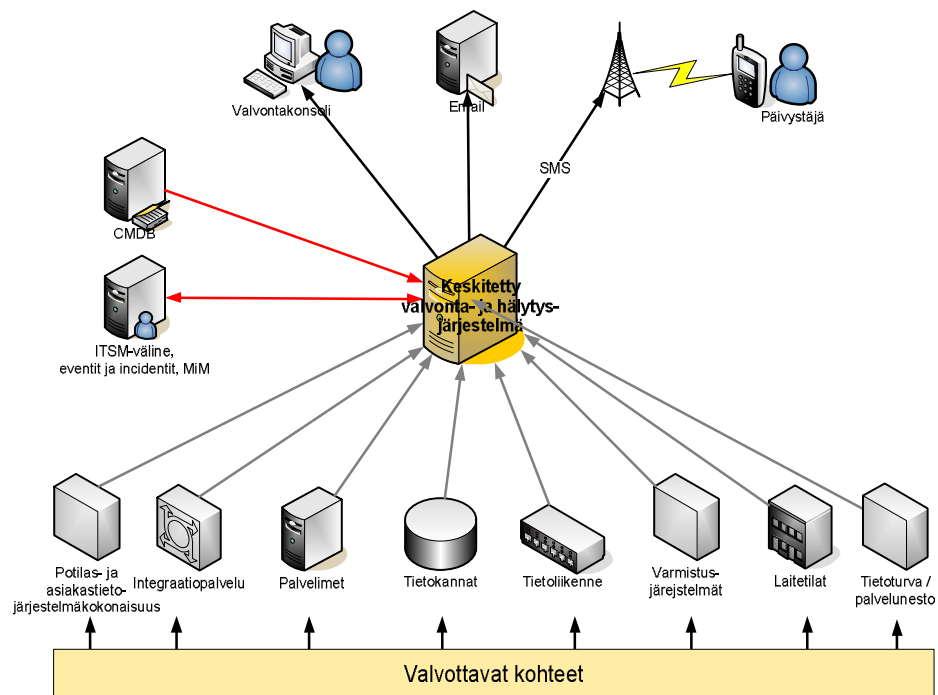 Valvontakonsoli
Email
Päivystäjä
SMS
CMDB
Keskitetty
valvonta- ja hälytys-
järjestelmä
ITSM-väline,
eventit ja incidentit, MiM
Potilas- ja
asiakastieto-
järjestelmäkokonaisuus
Integraatiopalvelu
Palvelimet
Tietokannat
Tietoliikenne
Varmistus-
järejstelmät
Laitetilat
Tietoturva /
palvelunesto
Valvottavat kohteet